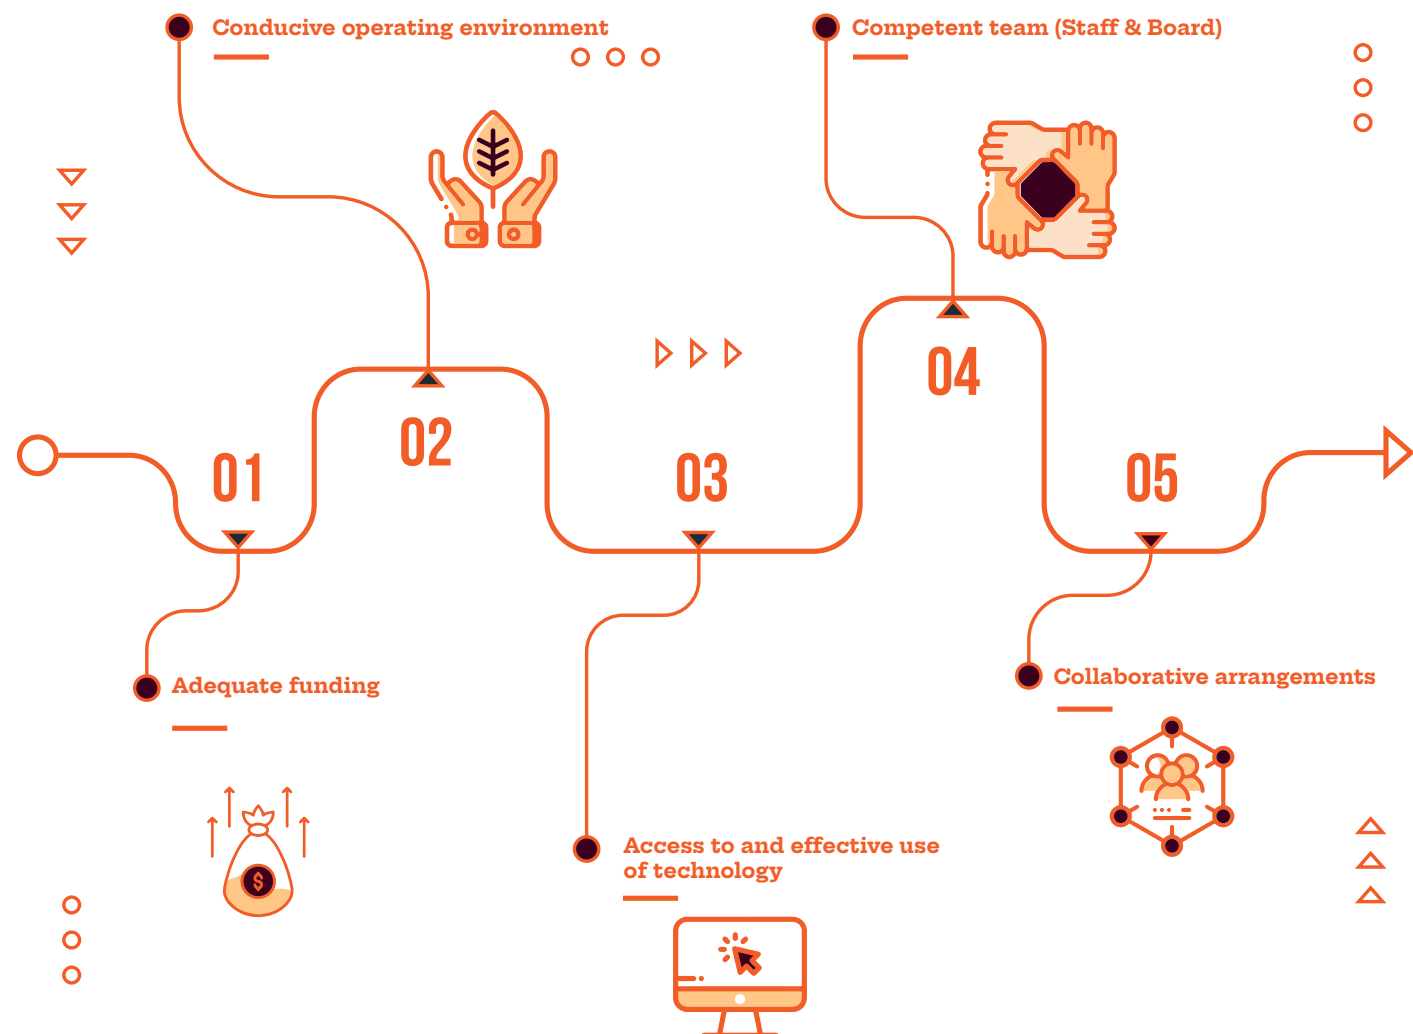 Conducive operating environment
Competent team (Staff & Board)
01
02
03
04
05
Adequate funding
Collaborative arrangements
Access to and effective use
of technology
$